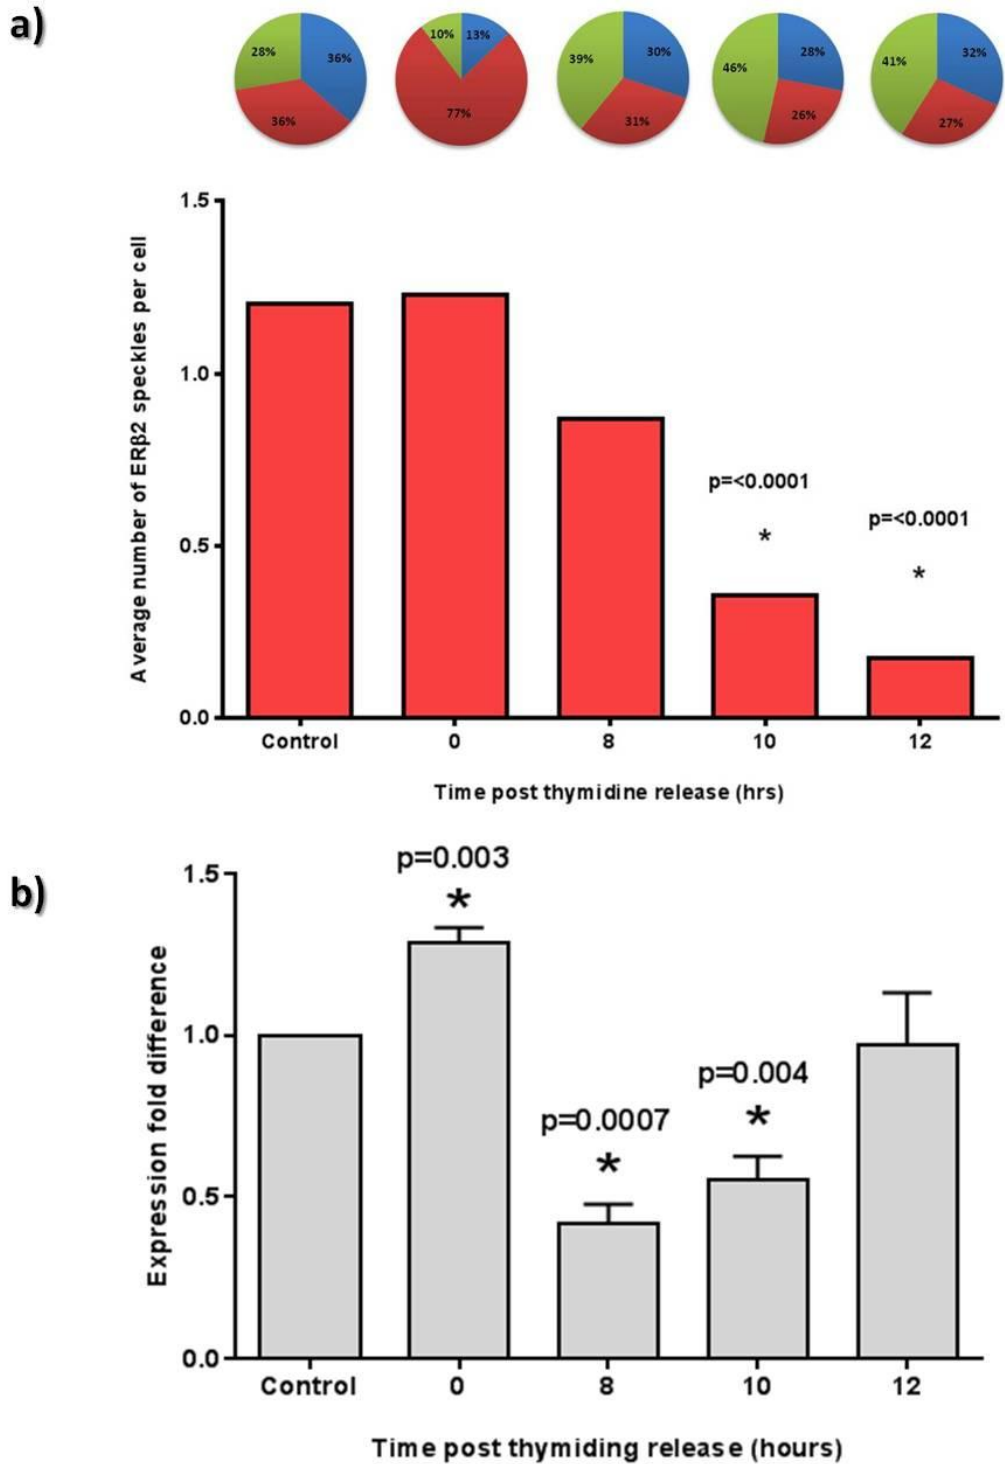 a)
28% 36% 36%
10% 13% 77%
39% 30% 31%
46% 28% 26%
41% 32% 27%
Average number of ERβ2 speckles per cell
1.5
1.0
0.5
0.0
p=<0.0001
*
p=<0.0001
*
Control 0 8 10 12
Time post thymidine release (hrs)
b)
Expression fold difference
1.5
1.0
0.5
0.0
p=0.003
*
p=0.0007
*
p=0.004
*
Control 0 8 10 12
Time post thymiding release (hours)